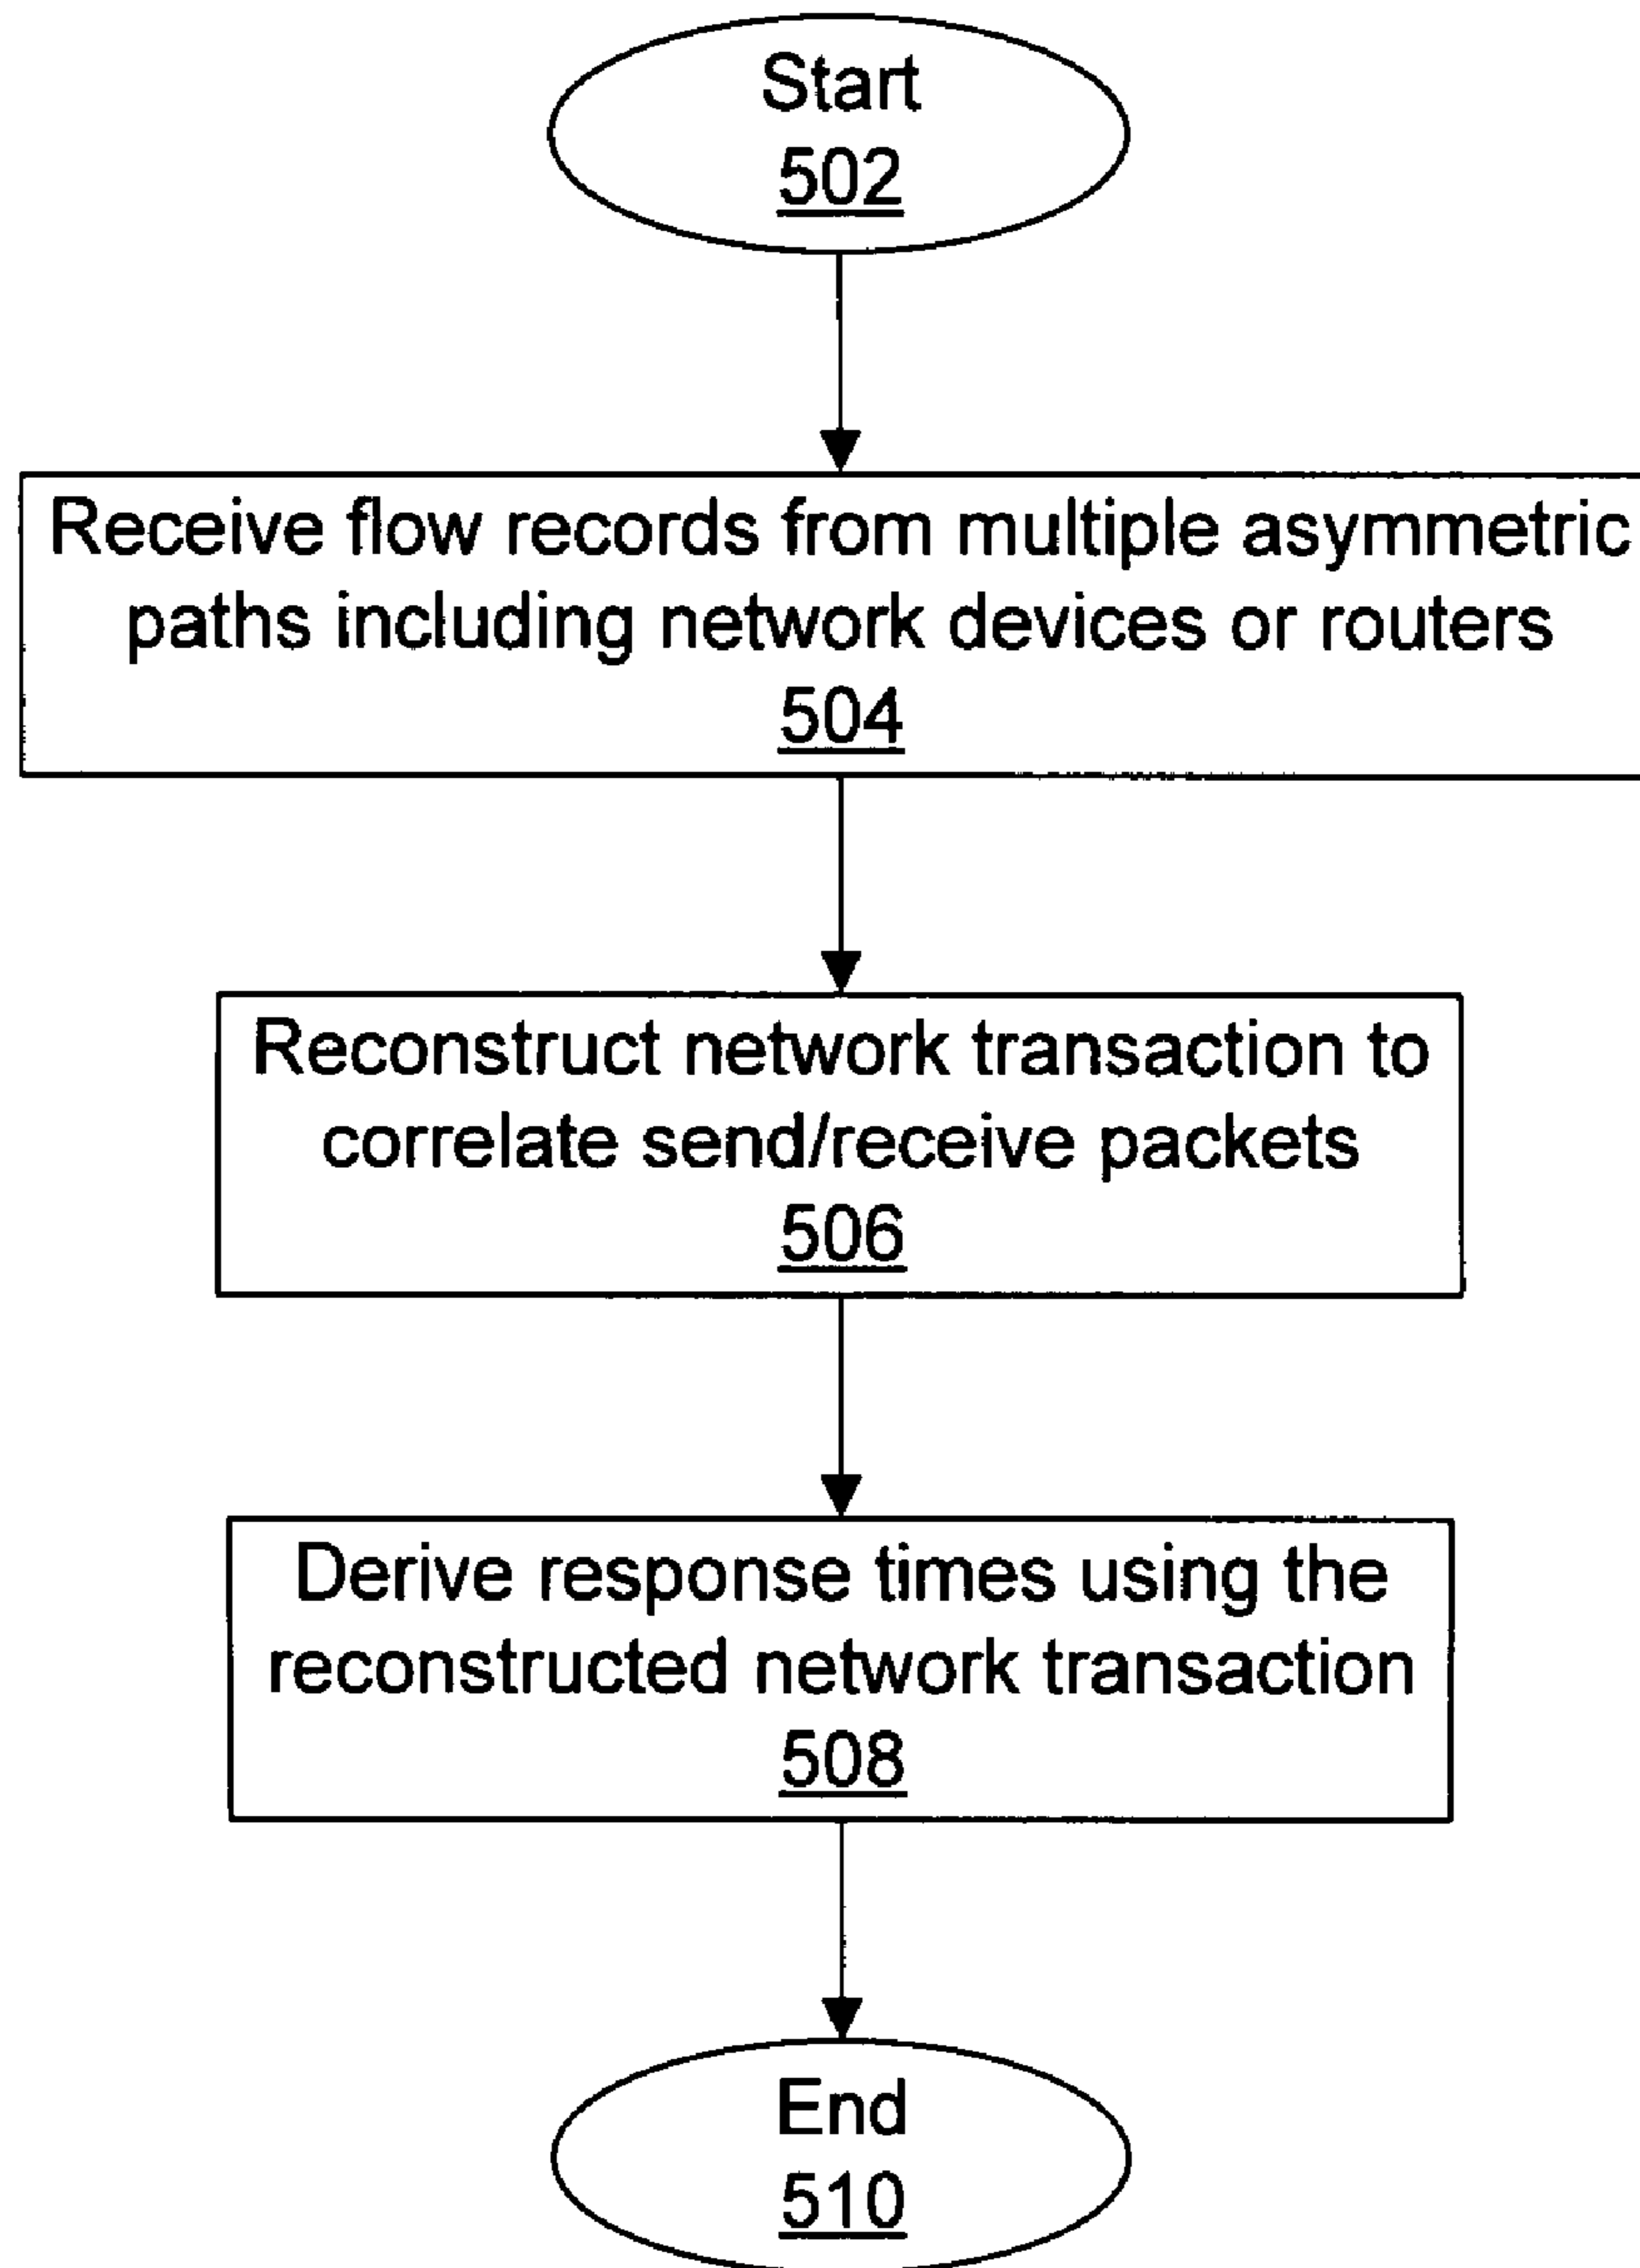 Start
502
Receive flow records from multiple asymmetric
paths including network devices or routers
504
Reconstruct network transaction to
correlate send/receive packets
506
Derive response times using the
reconstructed network transaction
508
End
510